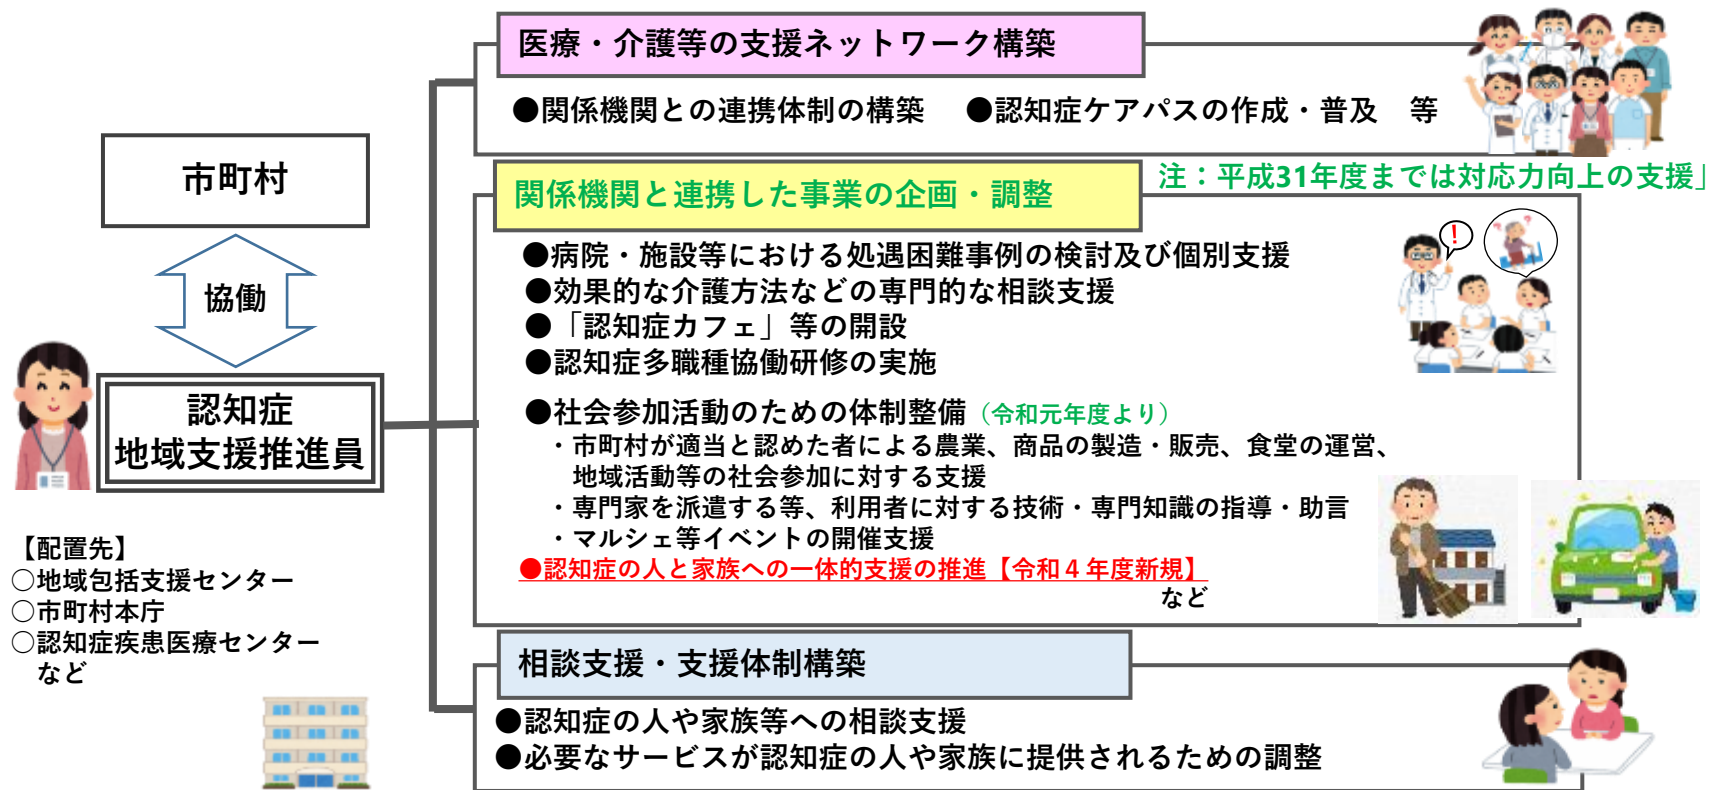 市町村
協働
認知症
地域支援推進員
【配置先】
○地域包括支援センター
○市町村本庁
○認知症疾患医療センター
など
医療・介護等の支援ネットワーク構築
●関係機関との連携体制の構築　●認知症ケアパスの作成・普及　等
関係機関と連携した事業の企画・調整
注：平成31年度までは対応力向上の支援」
●病院・施設等における処遇困難事例の検討及び個別支援
●効果的な介護方法などの専門的な相談支援
●「認知症カフェ」等の開設
●認知症多職種協働研修の実施
●社会参加活動のための体制整備（令和元年度より）
・市町村が適当と認めた者による農業、商品の製造・販売、食堂の運営、
地域活動等の社会参加に対する支援
・専門家を派遣する等、利用者に対する技術・専門知識の指導・助言
・マルシェ等イベントの開催支援
●認知症の人と家族への一体的支援の推進【令和４年度新規】
など
！
相談支援・支援体制構築
●認知症の人や家族等への相談支援
●必要なサービスが認知症の人や家族に提供されるための調整